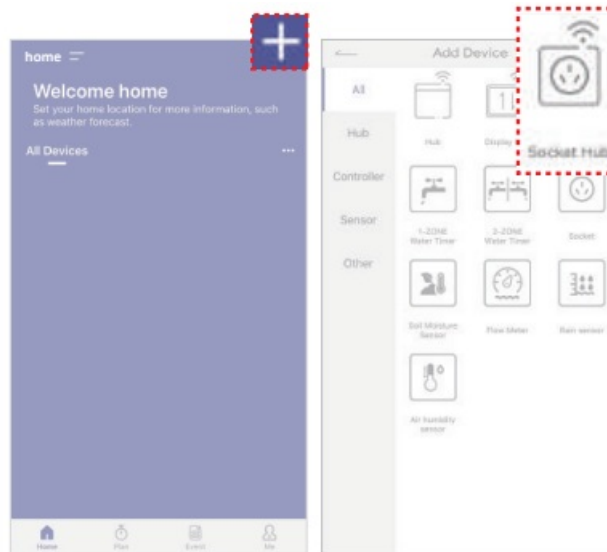 home
Welcome home
Set your home location for more information, such
as weather forecast.
All Devices
Home
Plan
Event
Me
Add Device
All
Hub
Controller
Sensor
Other
Hub
Display
Socket Hub
1-ZONE
Water Timer
2-ZONE
Water Timer
Socket
Soil Moisture
Sensor
Flow Meter
Rain sensor
Air humidity
sensor